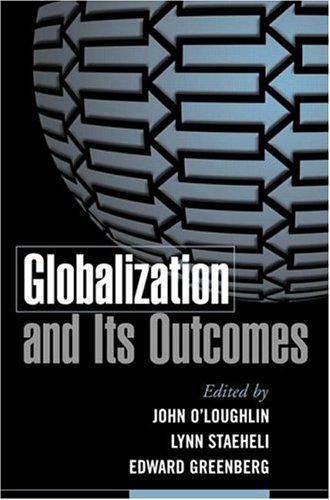 Globalization
and Its Outcomes
Edited by
JOHN O'LOUGHLIN
LYNN STAEHELI
EDWARD GREENBERG